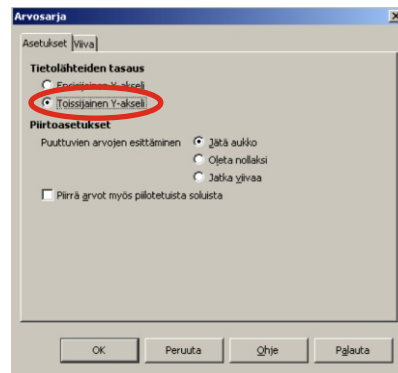 Arvosarja
Asetukset Viiva
Tietolähteiden tasaus
Ensisijainen Y-akseli
Toissijainen Y-akseli
Piirtoasetukset
Puuttuvien arvojen esittäminen Jätä aukko
Oleta nollaksi
Jatka viivaa
Piirrä arvot myös piilotetuista soluista
OK Peruuta Ohje Palauta